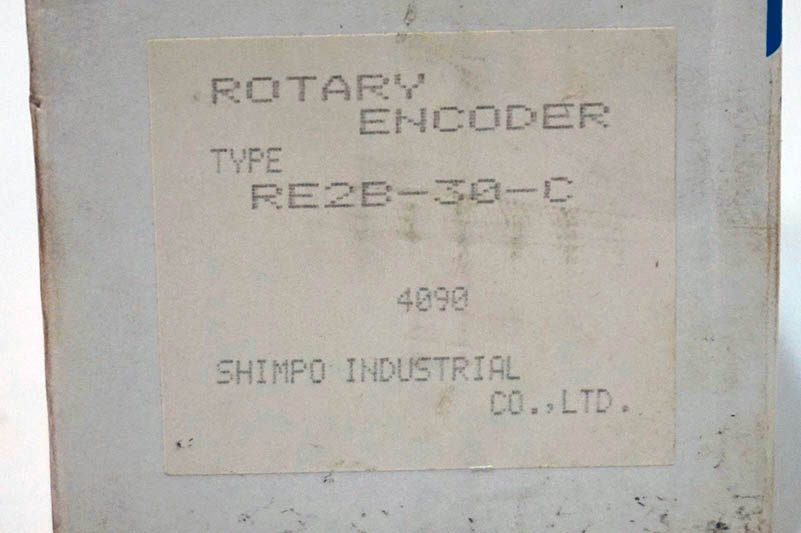 ROTARY
ENCODER
TYPE
RE2B-30-C
4090
SHIMPO INDUSTRIAL
CO.,LTD.